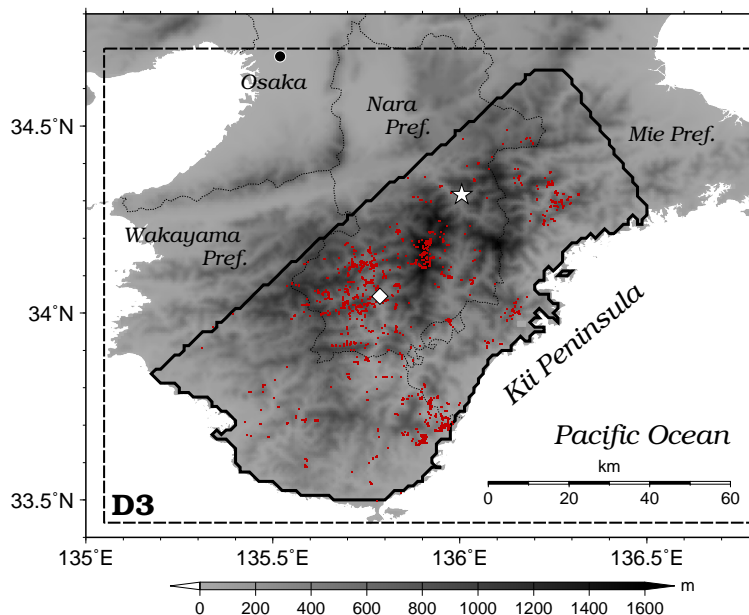 Osaka
Nara
Pref.
Mie Pref.
34.5°N
Wakayama
Pref.
34°N
Kii Peninsula
Pacific Ocean
km
0 20 40 60
33.5°N
D3
135°E 135.5°E 136°E 136.5°E
m
0 200 400 600 800 1000 1200 1400 1600